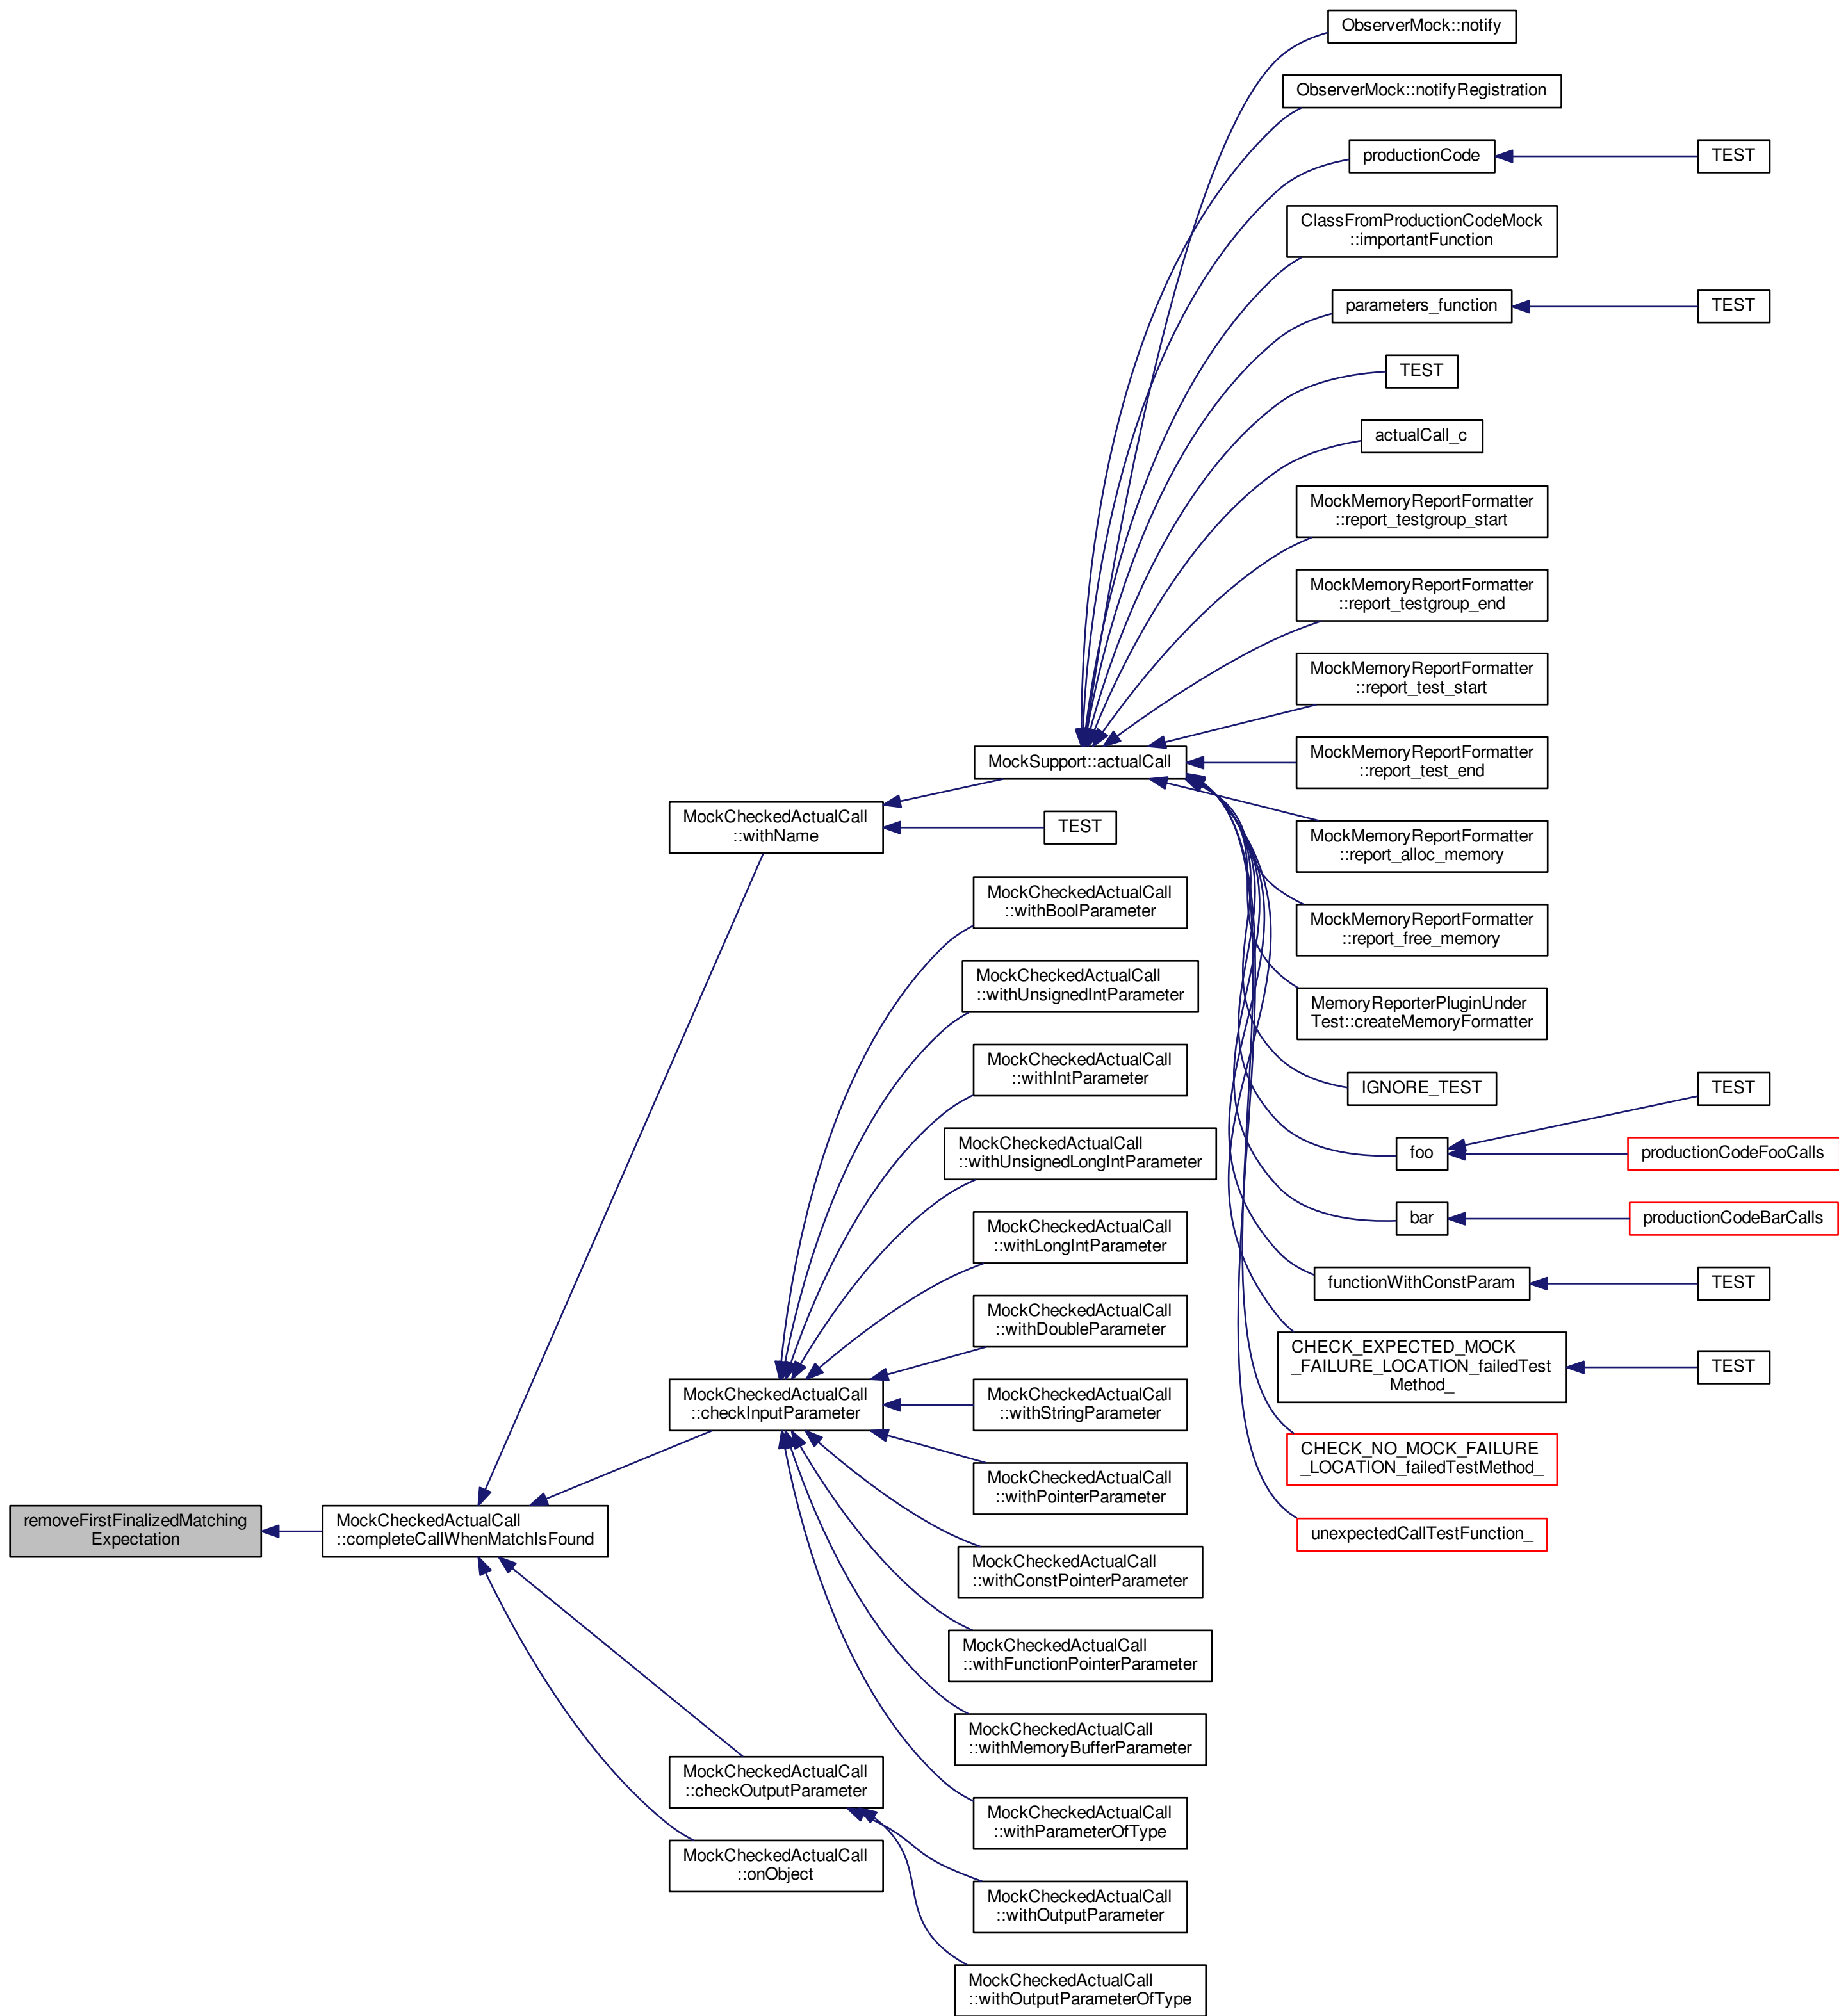 ObserverMock::notify
ObserverMock::notifyRegistration
productionCode
TEST
ClassFromProductionCodeMock
::importantFunction
parameters_function
TEST
TEST
actualCall_c
MockMemoryReportFormatter
::report_testgroup_start
MockMemoryReportFormatter
::report_testgroup_end
MockMemoryReportFormatter
::report_test_start
MockSupport::actualCall
MockMemoryReportFormatter
::report_test_end
MockCheckedActualCall
::withName
TEST
MockMemoryReportFormatter
::report_alloc_memory
MockCheckedActualCall
::withBoolParameter
MockMemoryReportFormatter
::report_free_memory
MockCheckedActualCall
::withUnsignedIntParameter
MemoryReporterPluginUnder
Test::createMemoryFormatter
MockCheckedActualCall
::withIntParameter
IGNORE_TEST
TEST
MockCheckedActualCall
::withUnsignedLongIntParameter
foo
productionCodeFooCalls
MockCheckedActualCall
::withLongIntParameter
bar
productionCodeBarCalls
functionWithConstParam
TEST
MockCheckedActualCall
::withDoubleParameter
CHECK_EXPECTED_MOCK
_FAILURE_LOCATION_failedTest
Method_
TEST
MockCheckedActualCall
::checkInputParameter
MockCheckedActualCall
::withStringParameter
CHECK_NO_MOCK_FAILURE
_LOCATION_failedTestMethod_
MockCheckedActualCall
::withPointerParameter
removeFirstFinalizedMatching
Expectation
MockCheckedActualCall
::completeCallWhenMatchIsFound
unexpectedCallTestFunction_
MockCheckedActualCall
::withConstPointerParameter
MockCheckedActualCall
::withFunctionPointerParameter
MockCheckedActualCall
::withMemoryBufferParameter
MockCheckedActualCall
::checkOutputParameter
MockCheckedActualCall
::withParameterOfType
MockCheckedActualCall
::onObject
MockCheckedActualCall
::withOutputParameter
MockCheckedActualCall
::withOutputParameterOfType